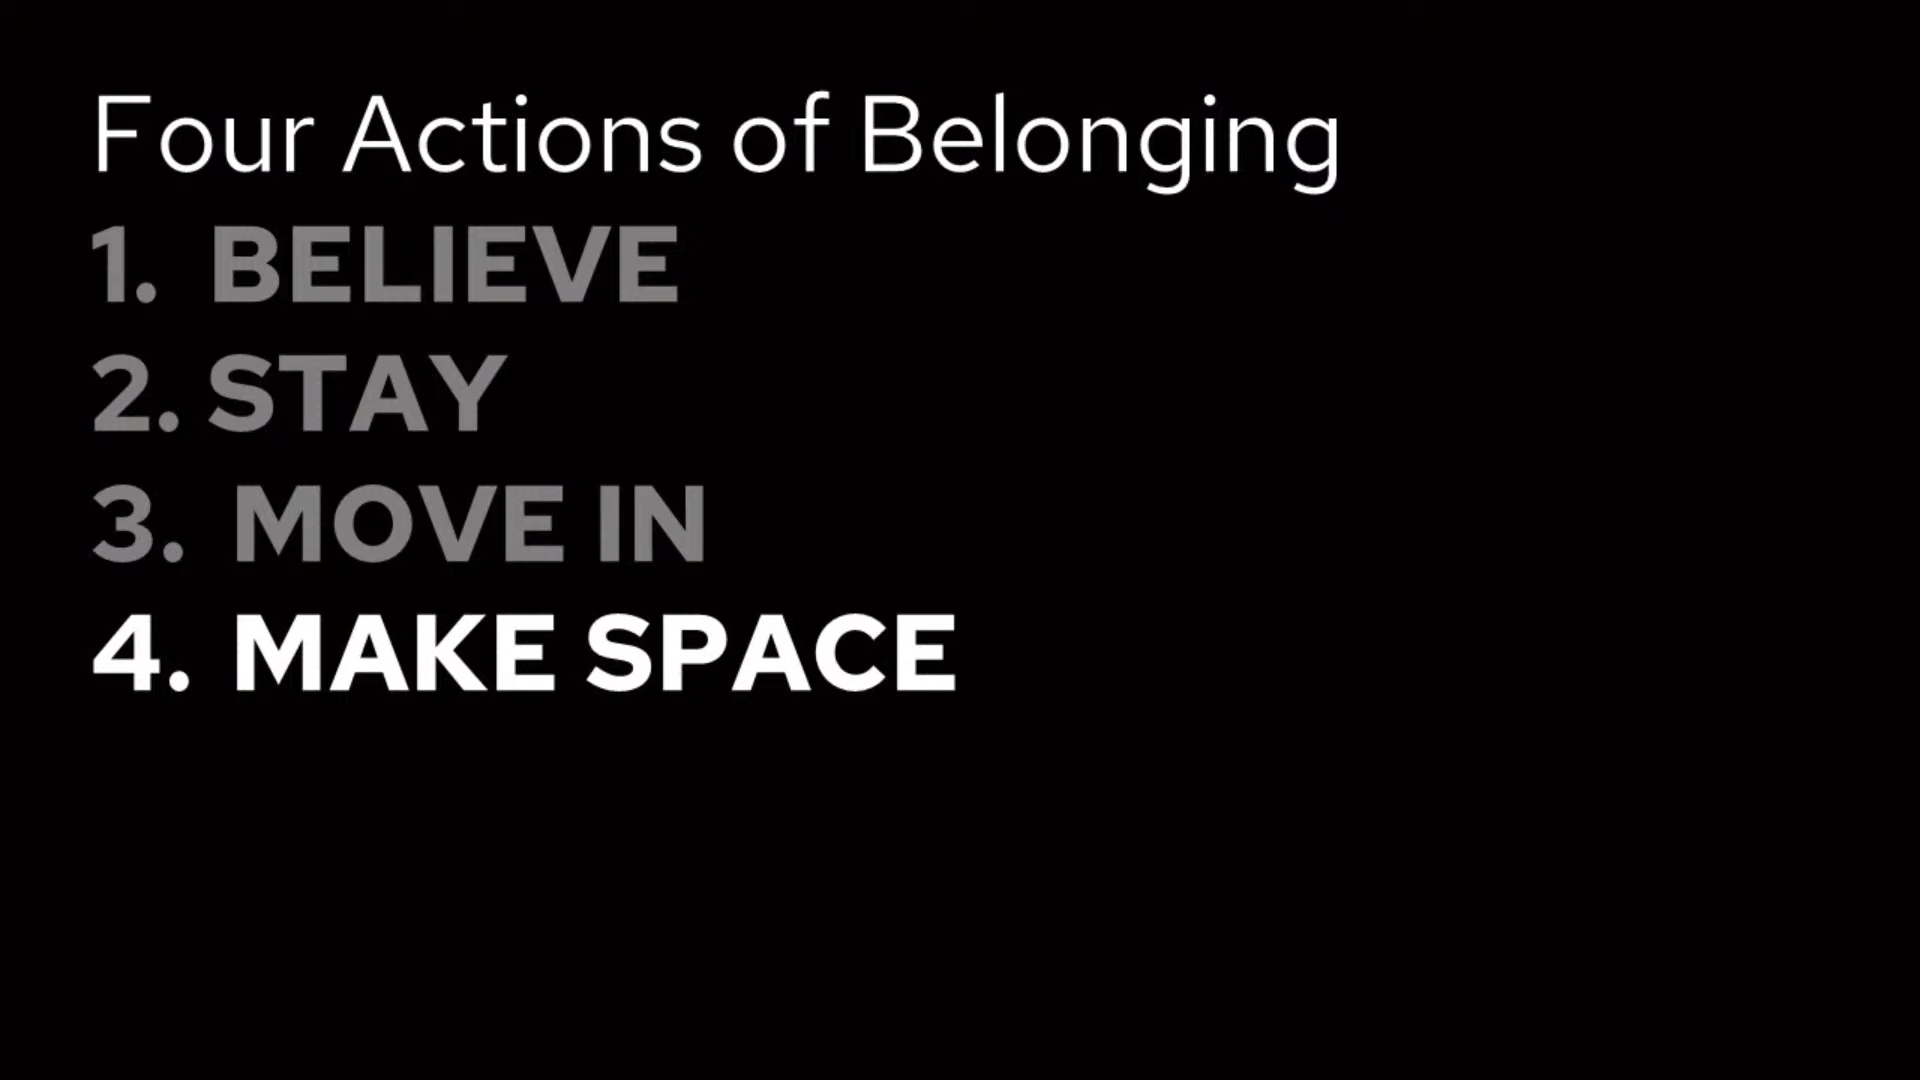 Four Actions of Belonging
1. BELIEVE
2. STAY
3. MOVE IN
4. MAKE SPACE